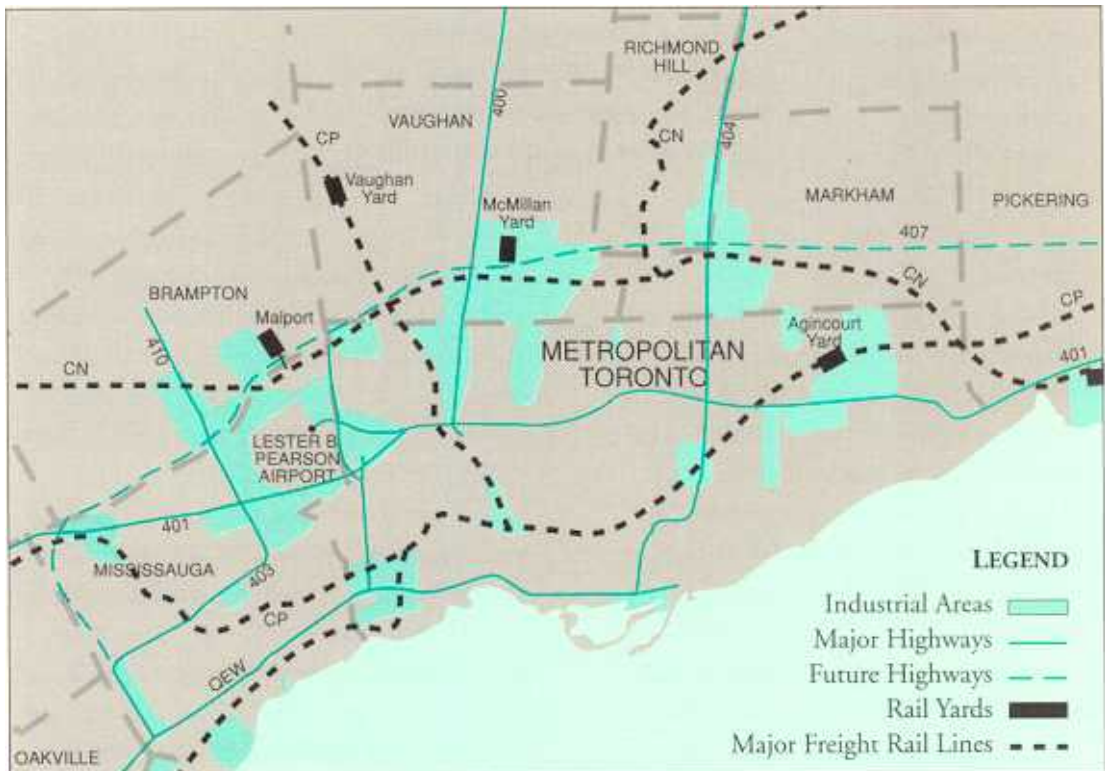 RICHMOND
HILL
400
VAUGHAN
CP
CN
404
Vaughan
Yard
McMillan
Yard
MARKHAM
PICKERING
407
BRAMPTON
CN
CP
Malport
Agincourt
Yard
410
METROPOLITAN
TORONTO
CN
401
LESTER B.
PEARSON
AIRPORT
401
MISSISSAUGA
403
CP
QEW
OAKVILLE
LEGEND
Industrial Areas
Major Highways
Future Highways
Rail Yards
Major Freight Rail Lines